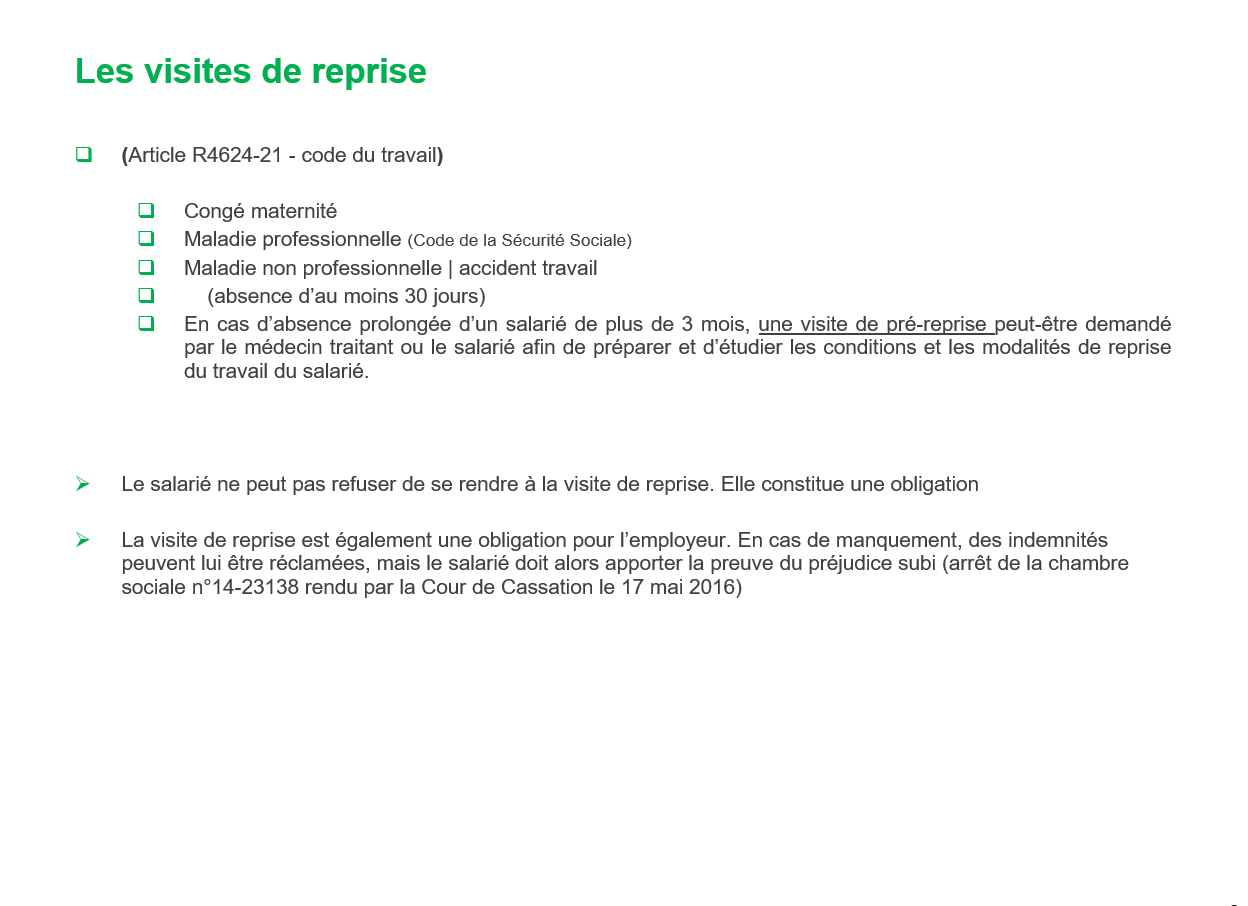 Les visites de reprise
(Article R4624-21 - code du travail)
Congé maternité
Maladie professionnelle (Code de la Sécurité Sociale)
Maladie non professionnelle | accident travail
(absence d’au moins 30 jours)
En cas d’absence prolongée d’un salarié de plus de 3 mois, une visite de pré-reprise peut-être demandé
par le médecin traitant ou le salarié afin de préparer et d’étudier les conditions et les modalités de reprise
du travail du salarié.
Le salarié ne peut pas refuser de se rendre à la visite de reprise. Elle constitue une obligation
La visite de reprise est également une obligation pour l’employeur. En cas de manquement, des indemnités
peuvent lui être réclamées, mais le salarié doit alors apporter la preuve du préjudice subi (arrêt de la chambre
sociale n°14-23138 rendu par la Cour de Cassation le 17 mai 2016)